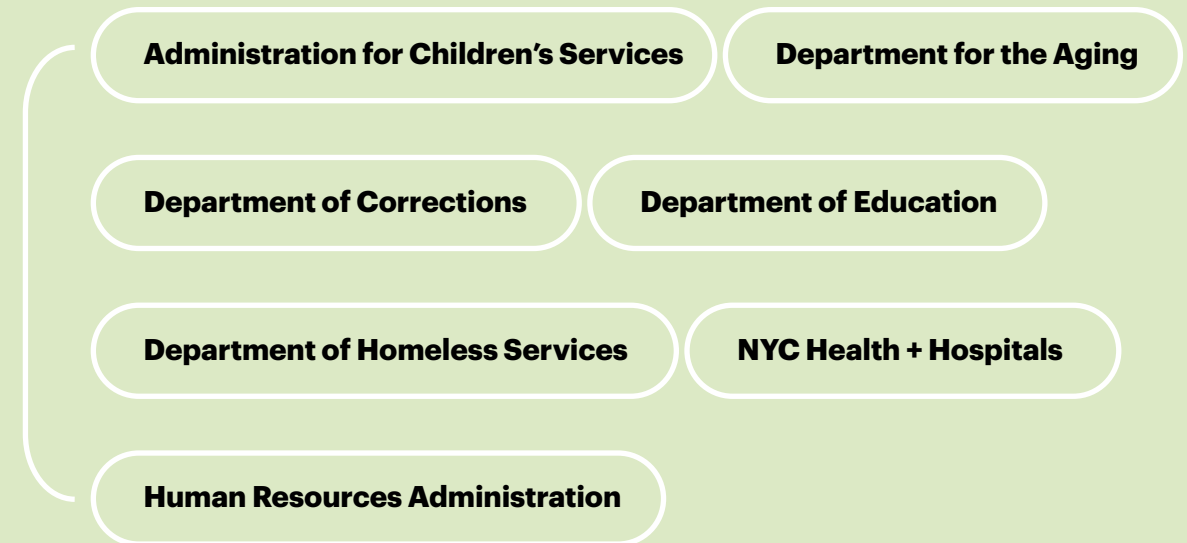 Administration for Children’s Services
Department for the Aging
Department of Corrections
Department of Education
Department of Homeless Services
NYC Health + Hospitals
Human Resources Administration